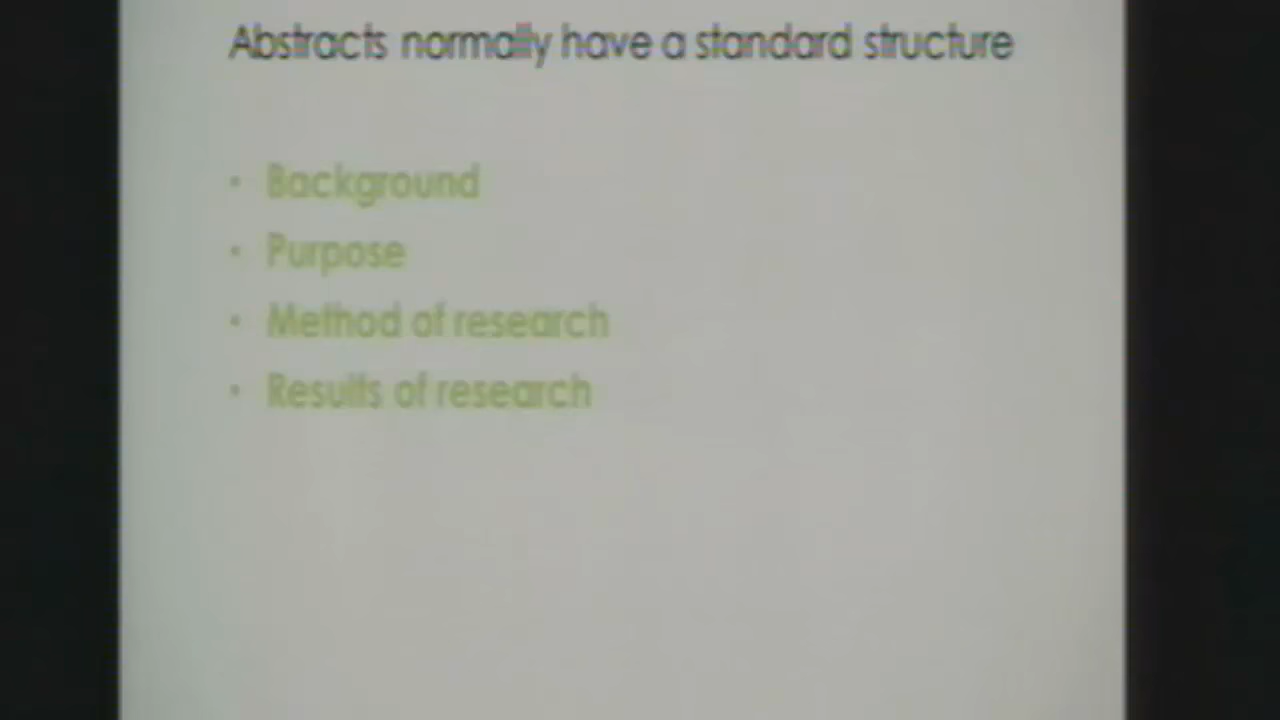 Abstracts normally have a standard structure
• Background
• Purpose
• Method of research
• Results of research